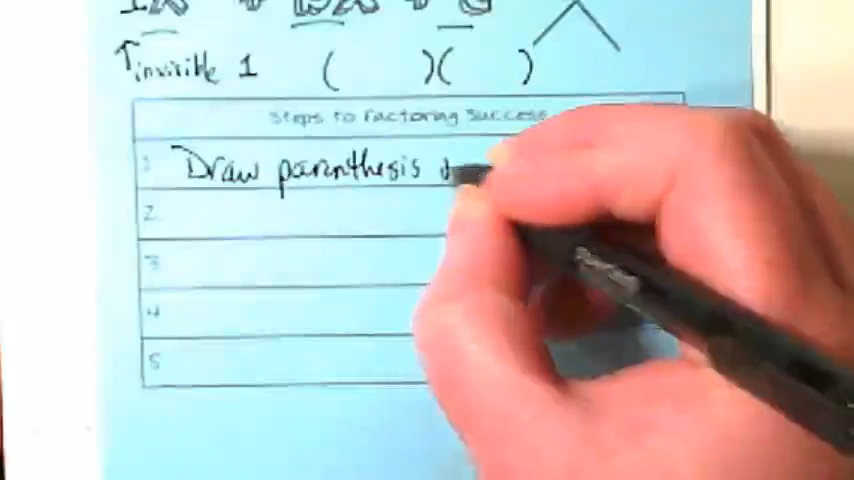 invisible 1 ( )( )
Steps to Factoring Success
1 Draw parenthesis
2
3
4
5